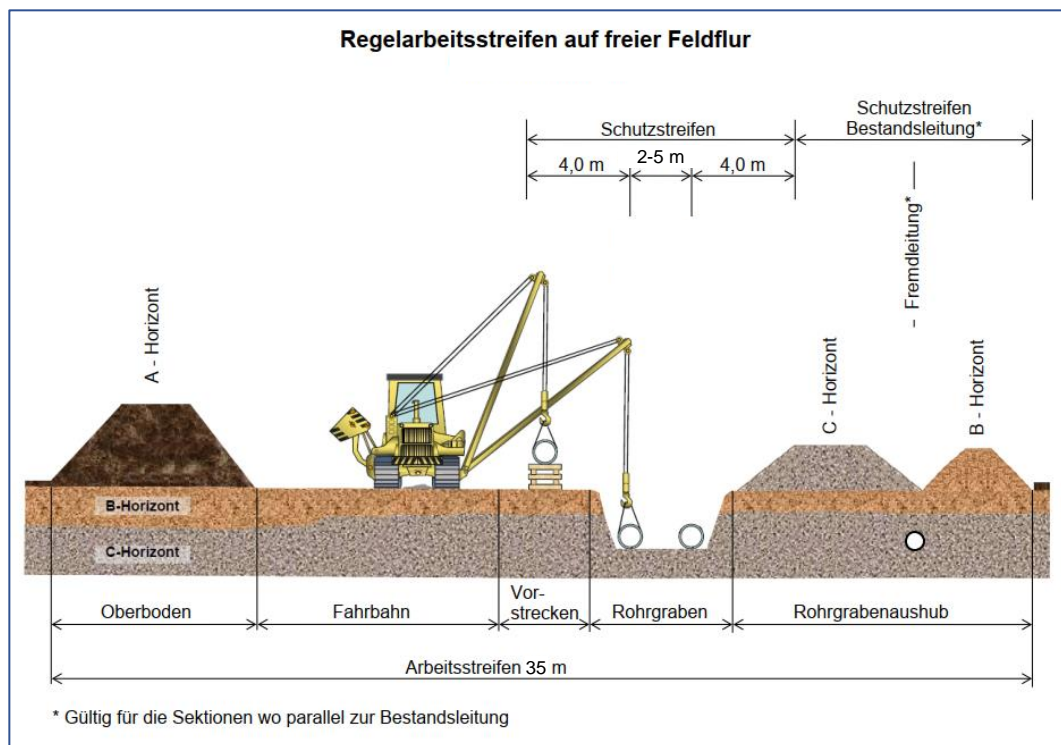 Regelarbeitsstreifen auf freier Feldflur
Schutzstreifen
Bestandsleitung*
Schutzstreifen
4,0 m
2-5 m
4,0 m
– Fremdleitung* –
A - Horizont
C - Horizont
B - Horizont
B-Horizont
C-Horizont
Oberboden
Fahrbahn
Vor-
strecken
Rohrgraben
Rohrgrabenaushub
Arbeitsstreifen 35 m
* Gültig für die Sektionen wo parallel zur Bestandsleitung